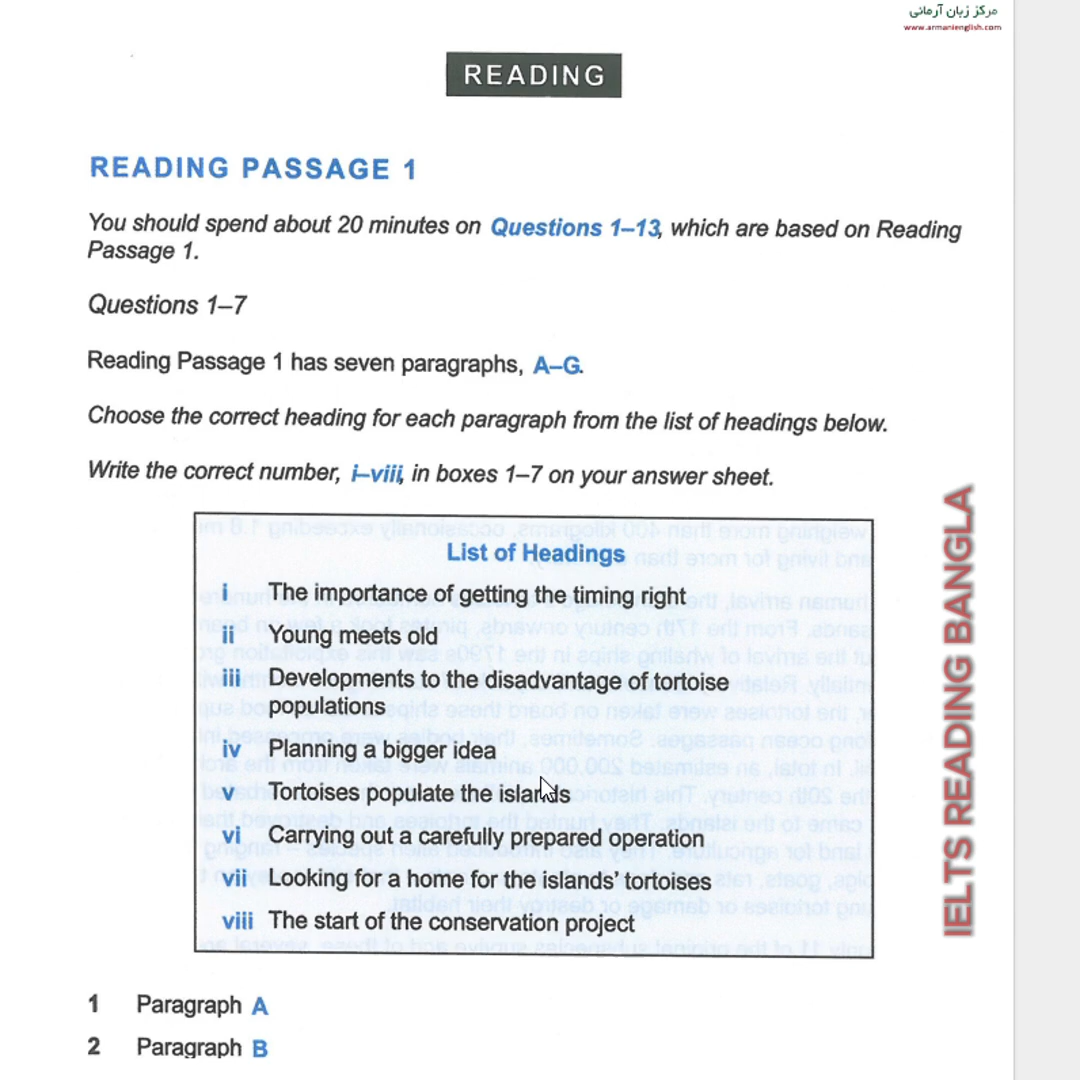 مرکز زبان آرمانی
www.armanienglish.com
READING
READING PASSAGE 1
You should spend about 20 minutes on Questions 1–13, which are based on Reading
Passage 1.
Questions 1–7
Reading Passage 1 has seven paragraphs, A–G.
Choose the correct heading for each paragraph from the list of headings below.
Write the correct number, i–viii, in boxes 1–7 on your answer sheet.
List of Headings
i The importance of getting the timing right
ii Young meets old
iii Developments to the disadvantage of tortoise
populations
iv Planning a bigger idea
v Tortoises populate the islands
vi Carrying out a carefully prepared operation
vii Looking for a home for the islands' tortoises
viii The start of the conservation project
1 Paragraph A
2 Paragraph B
IELTS READING BANGLA